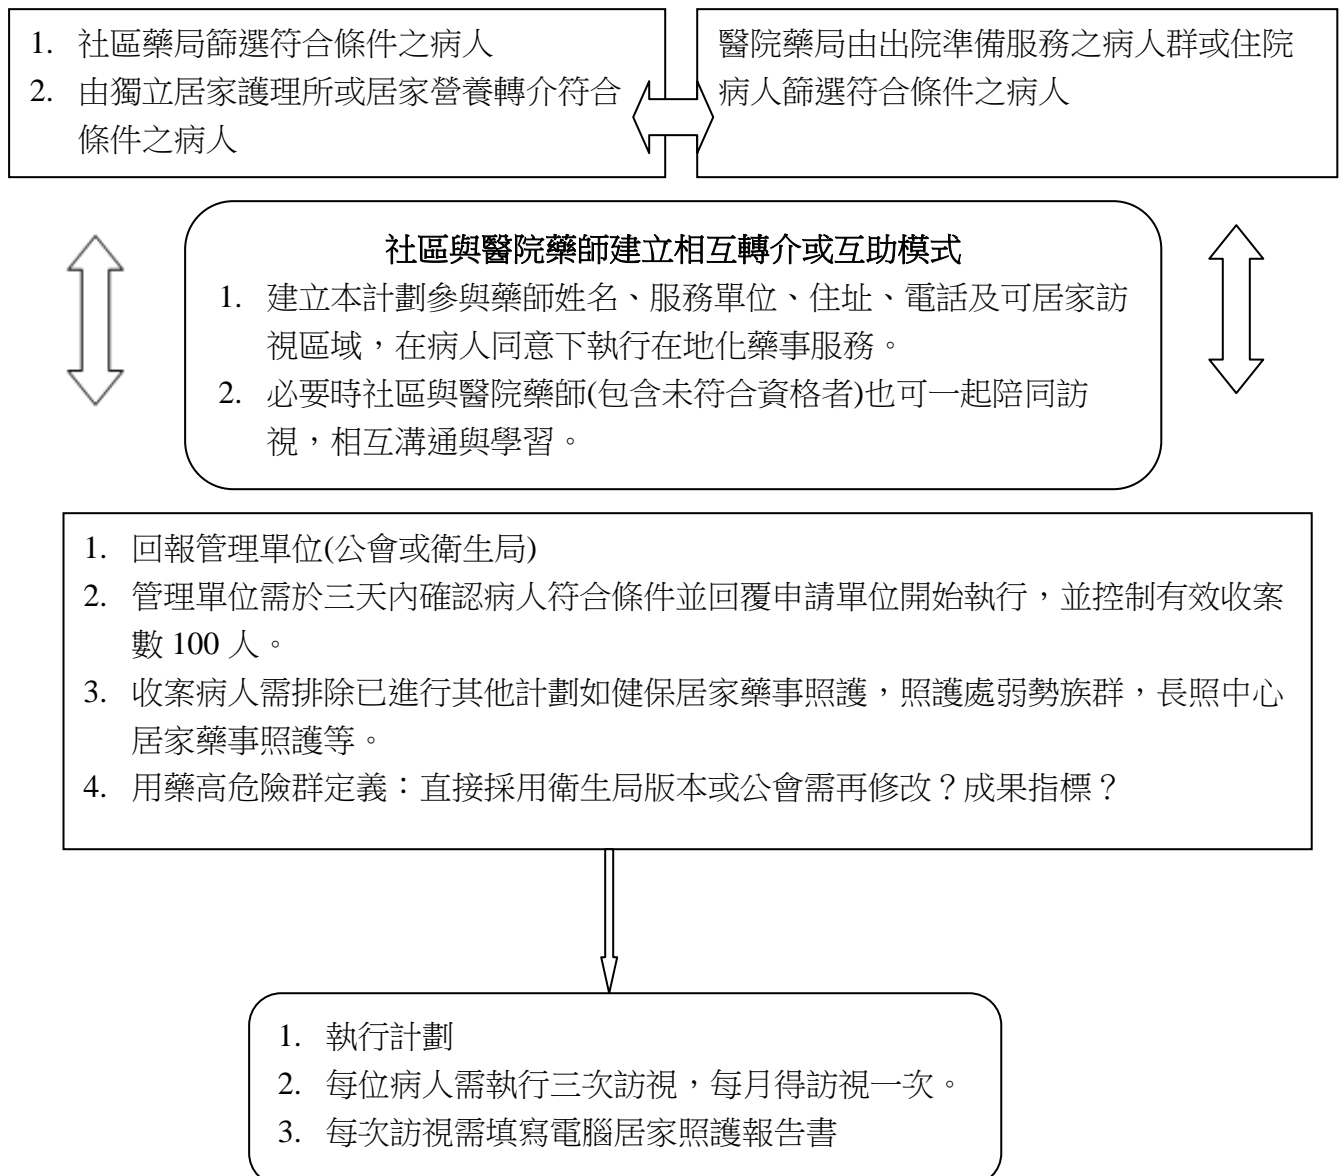 1. 社區藥局篩選符合條件之病人
2. 由獨立居家護理所或居家營養轉介符合
條件之病人
醫院藥局由出院準備服務之病人群或住院
病人篩選符合條件之病人
社區與醫院藥師建立相互轉介或互助模式
1. 建立本計劃參與藥師姓名、服務單位、住址、電話及可居家訪
視區域，在病人同意下執行在地化藥事服務。
2. 必要時社區與醫院藥師(包含未符合資格者)也可一起陪同訪
視，相互溝通與學習。
1. 回報管理單位(公會或衛生局)
2. 管理單位需於三天內確認病人符合條件並回覆申請單位開始執行，並控制有效收案
數 100 人。
3. 收案病人需排除已進行其他計劃如健保居家藥事照護，照護處弱勢族群，長照中心
居家藥事照護等。
4. 用藥高危險群定義：直接採用衛生局版本或公會需再修改？成果指標？
1. 執行計劃
2. 每位病人需執行三次訪視，每月得訪視一次。
3. 每次訪視需填寫電腦居家照護報告書